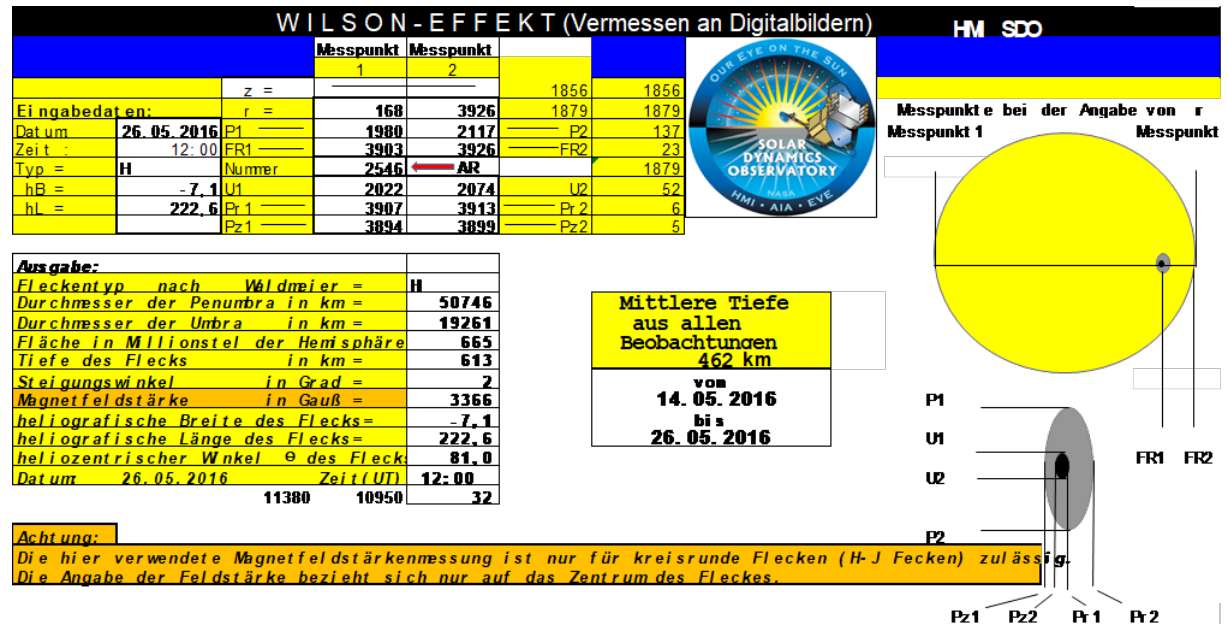 WILSON-EFFEKT (Vermessen an Digitalbildern) HMI SDO
Messpunkt Messpunkt
1 2
z = 1856 1856
Eingabedaten: r = 168 3926 1879 1879
Datum 26.05.2016 P1 1980 2117 P2 137
Zeit : 12:00 FR1 3903 3926 FR2 23
Typ = H Nummer 2546 AR 1879
hB = -7,1 U1 2022 2074 U2 52
hL = 222,6 Pr1 3907 3913 Pr2 6
Pz1 3894 3899 Pz2 5
OUR EYE ON THE SUN
SOLAR
DYNAMICS
OBSERVATORY
NASA
HMI · AIA · EVE
Messpunkte bei der Angabe von r
Messpunkt 1 Messpunkt
Ausgabe:
Fleckentyp nach Waldmeier = H
Durchmesser der Penumbra in km = 50746
Durchmesser der Umbra in km = 19261
Fläche in Millionstel der Hemisphäre 665
Tiefe des Flecks in km = 613
Steigungswinkel in Grad = 2
Magnetfeldstärke in Gauß = 3366
heliografische Breite des Flecks= -7,1
heliografische Länge des Flecks= 222,6
heliozentrischer Winkel Θ des Fleck 81,0
Datum: 26.05.2016 Zeit(UT) 12:00
11380 10950 32
Mittlere Tiefe
aus allen
Beobachtungen
462 km
von
14.05.2016
bis
26.05.2016
P1
U1
FR1 FR2
U2
P2
Pz1 Pz2 Pr1 Pr2
Achtung:
Die hier verwendete Magnetfeldstärkenmessung ist nur für kreisrunde Flecken (H-J Fecken) zulässig.
Die Angabe der Feldstärke bezieht sich nur auf das Zentrum des Fleckes.